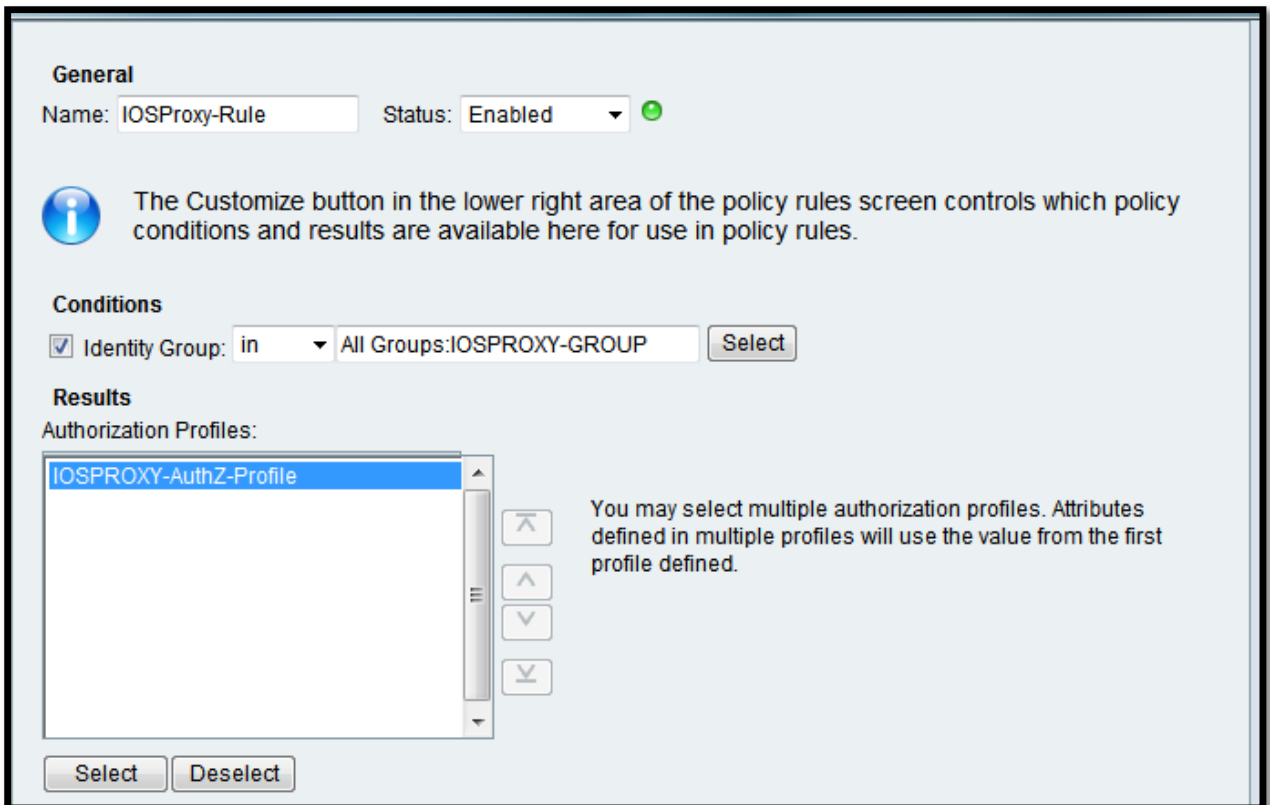 General
Name: IOSProxy-Rule Status: Enabled
The Customize button in the lower right area of the policy rules screen controls which policy
conditions and results are available here for use in policy rules.
Conditions
Identity Group: in All Groups:IOSPROXY-GROUP Select
Results
Authorization Profiles:
IOSPROXY-AuthZ-Profile
You may select multiple authorization profiles. Attributes
defined in multiple profiles will use the value from the first
profile defined.
Select Deselect